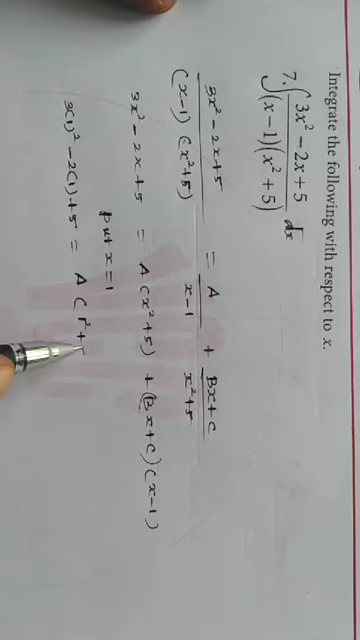 Integrate the following with respect to x.
7. ∫ (3x² − 2x + 5) / ((x − 1)(x² + 5)) dx
(3x² − 2x + 5) / ((x−1)(x²+5)) = A / (x−1) + (Bx+C) / (x²+5)
3x² − 2x + 5 = A(x²+5) + (Bx+C)(x−1)
put x = 1
3(1)² − 2(1) + 5 = A(1²+